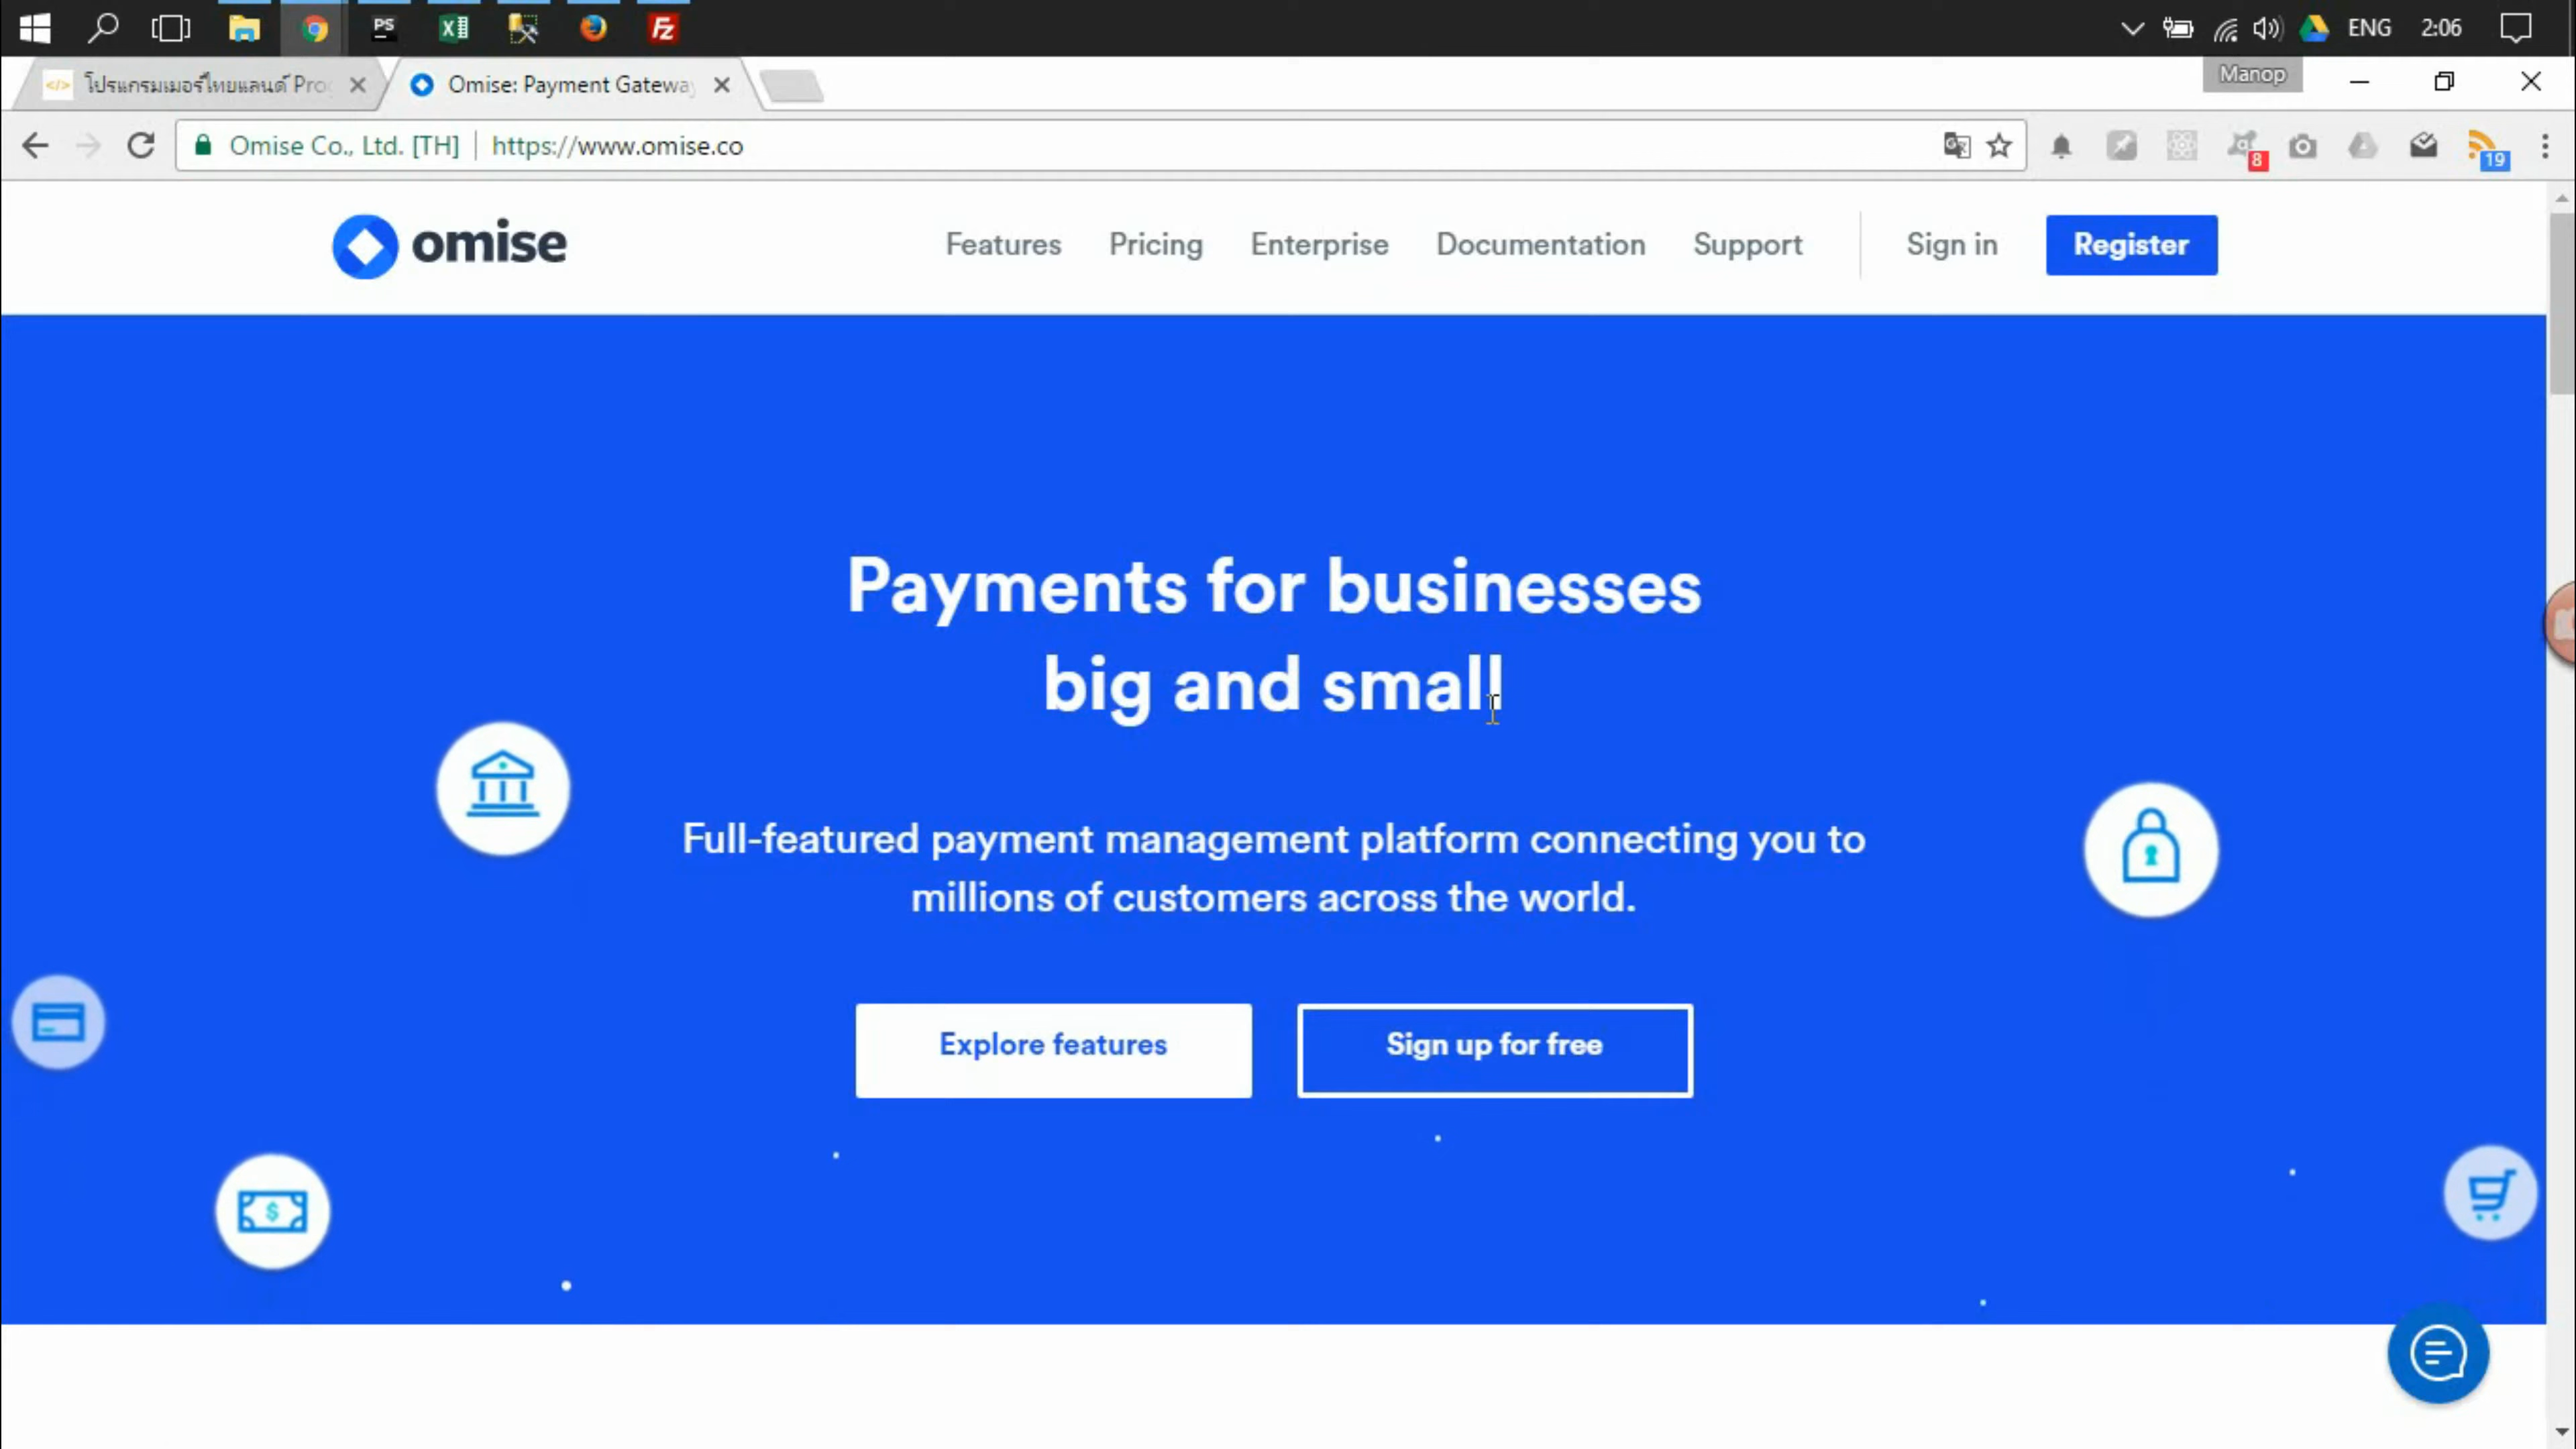 PS
ENG
2:06
โปรแกรมเมอร์ไทยแลนด์ Pro
Omise: Payment Gateway
Manop
Omise Co., Ltd. [TH] | https://www.omise.co
8
19
omise
Features
Pricing
Enterprise
Documentation
Support
Sign in
Register
Payments for businesses
big and small
Full-featured payment management platform connecting you to
millions of customers across the world.
Explore features
Sign up for free